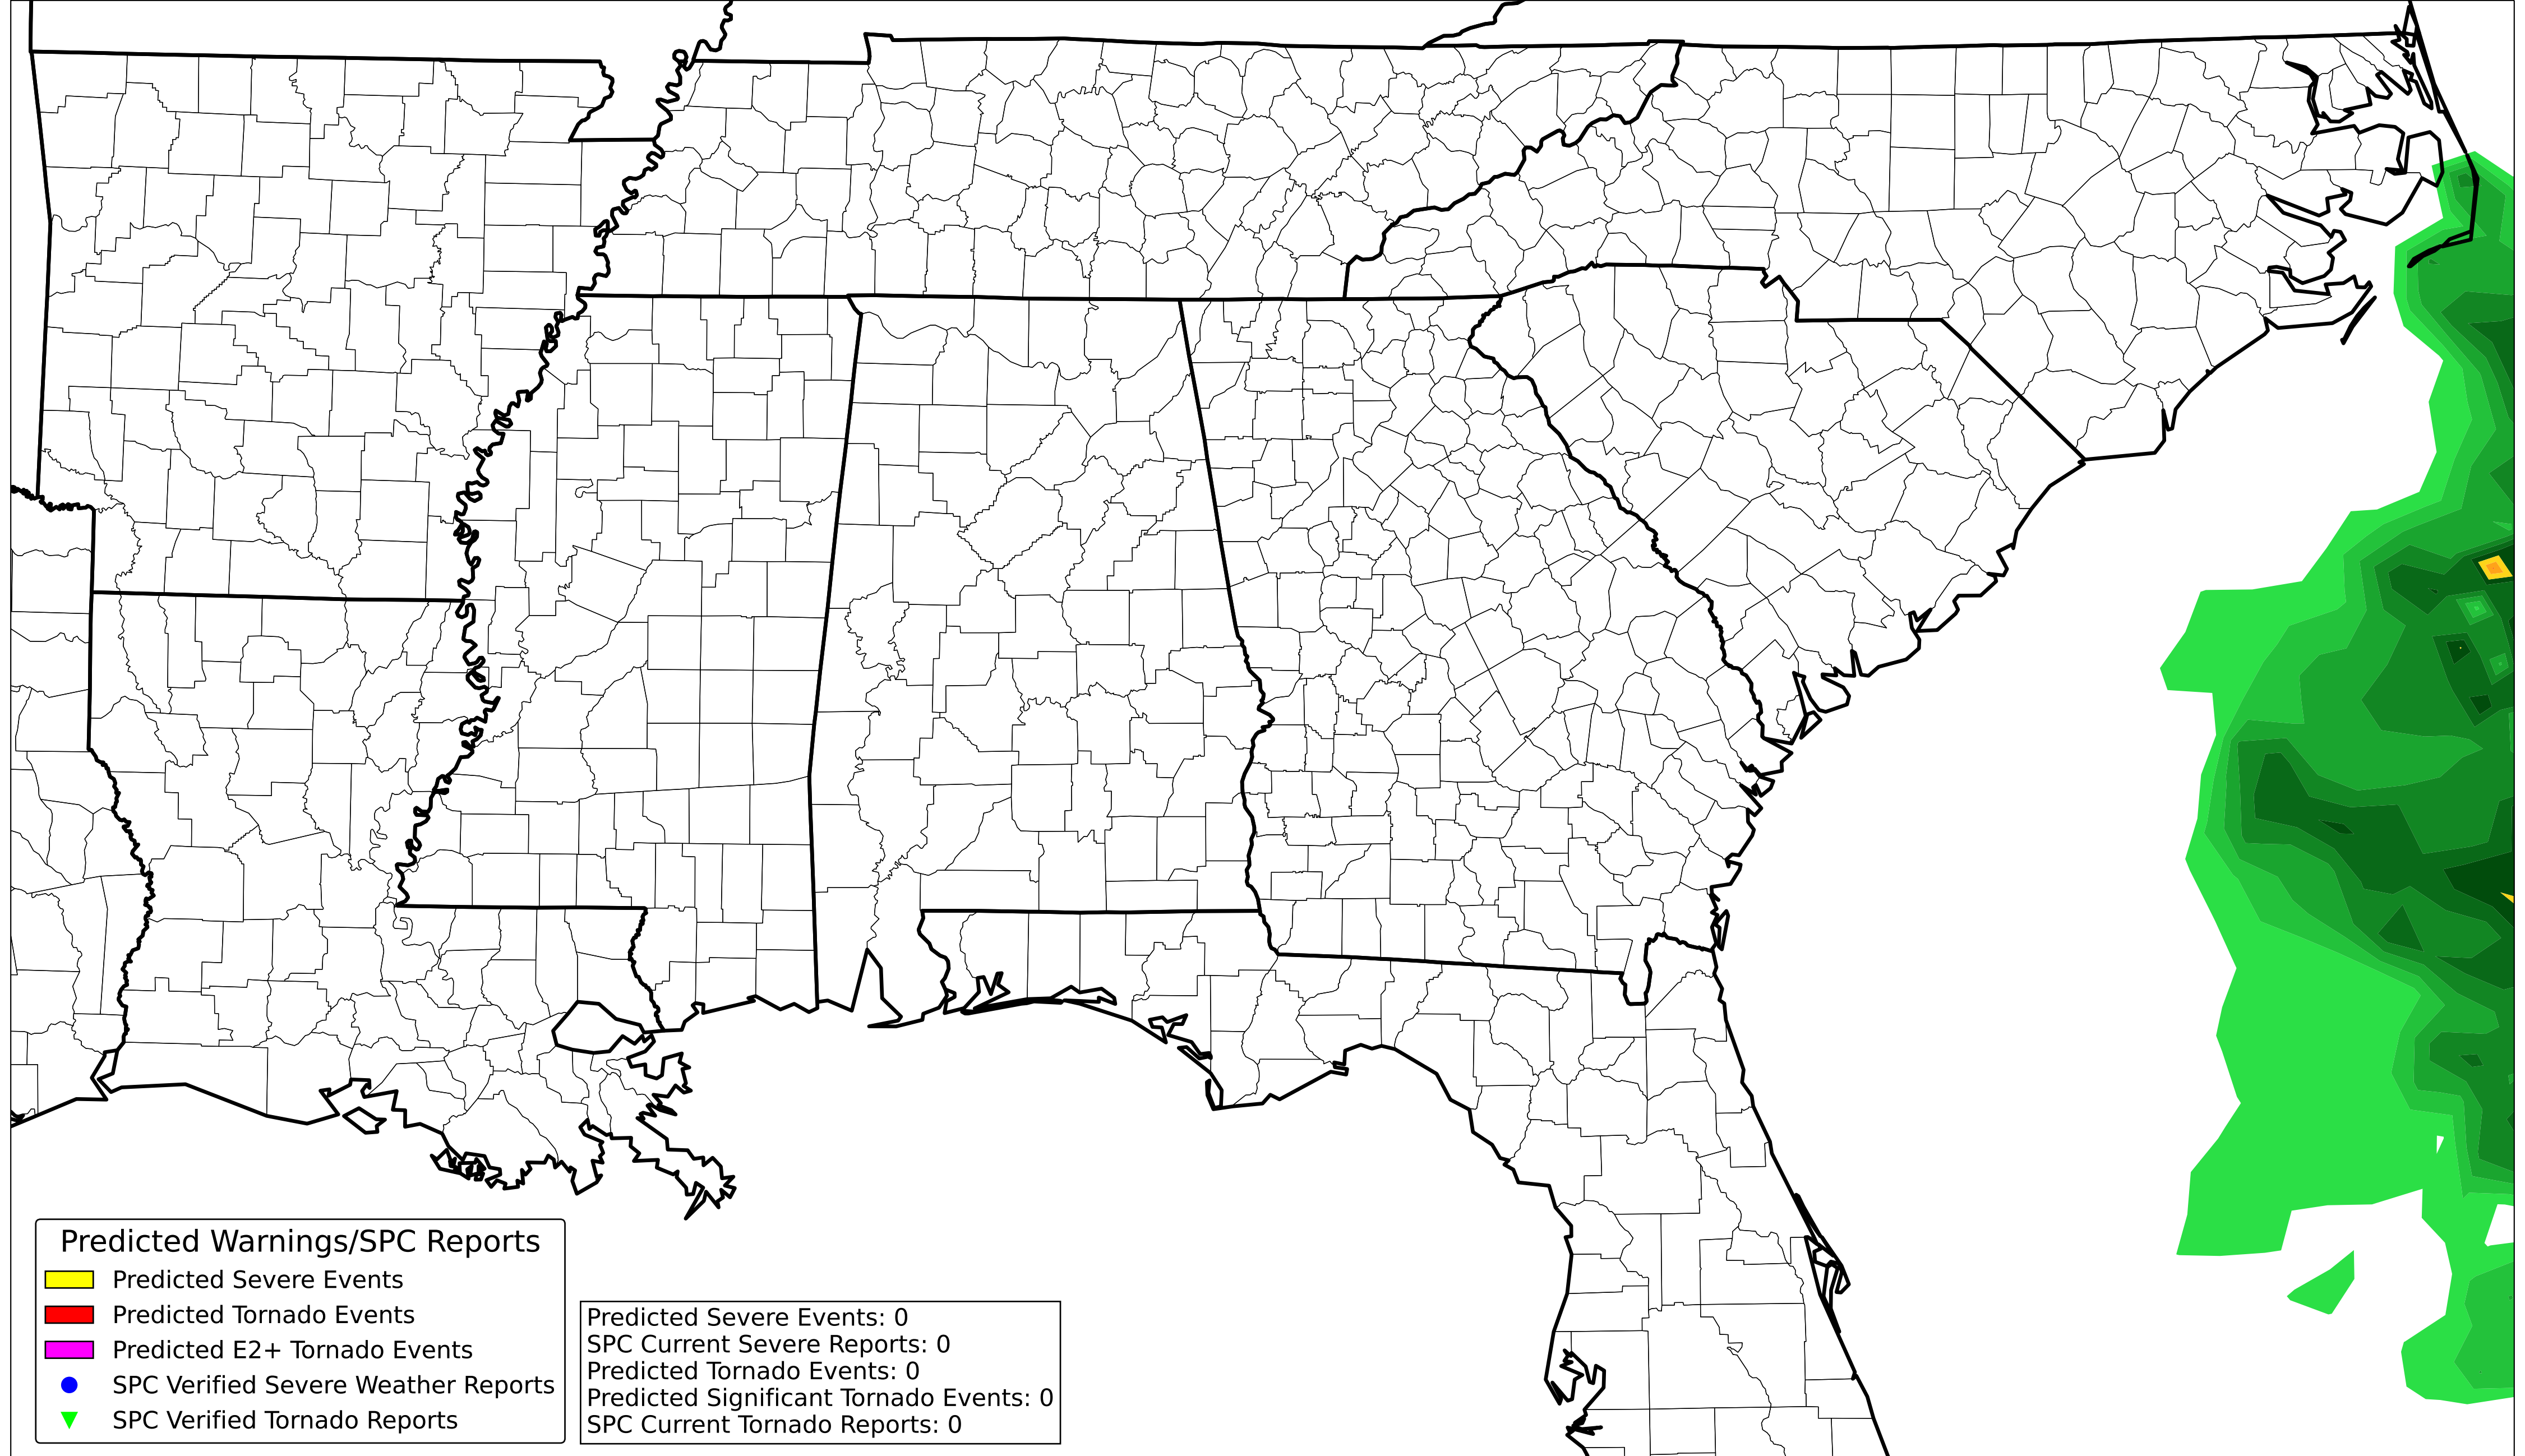 Predicted Warnings/SPC Reports
Predicted Severe Events
Predicted Tornado Events
Predicted E2+ Tornado Events
SPC Verified Severe Weather Reports
SPC Verified Tornado Reports
Predicted Severe Events: 0
SPC Current Severe Reports: 0
Predicted Tornado Events: 0
Predicted Significant Tornado Events: 0
SPC Current Tornado Reports: 0